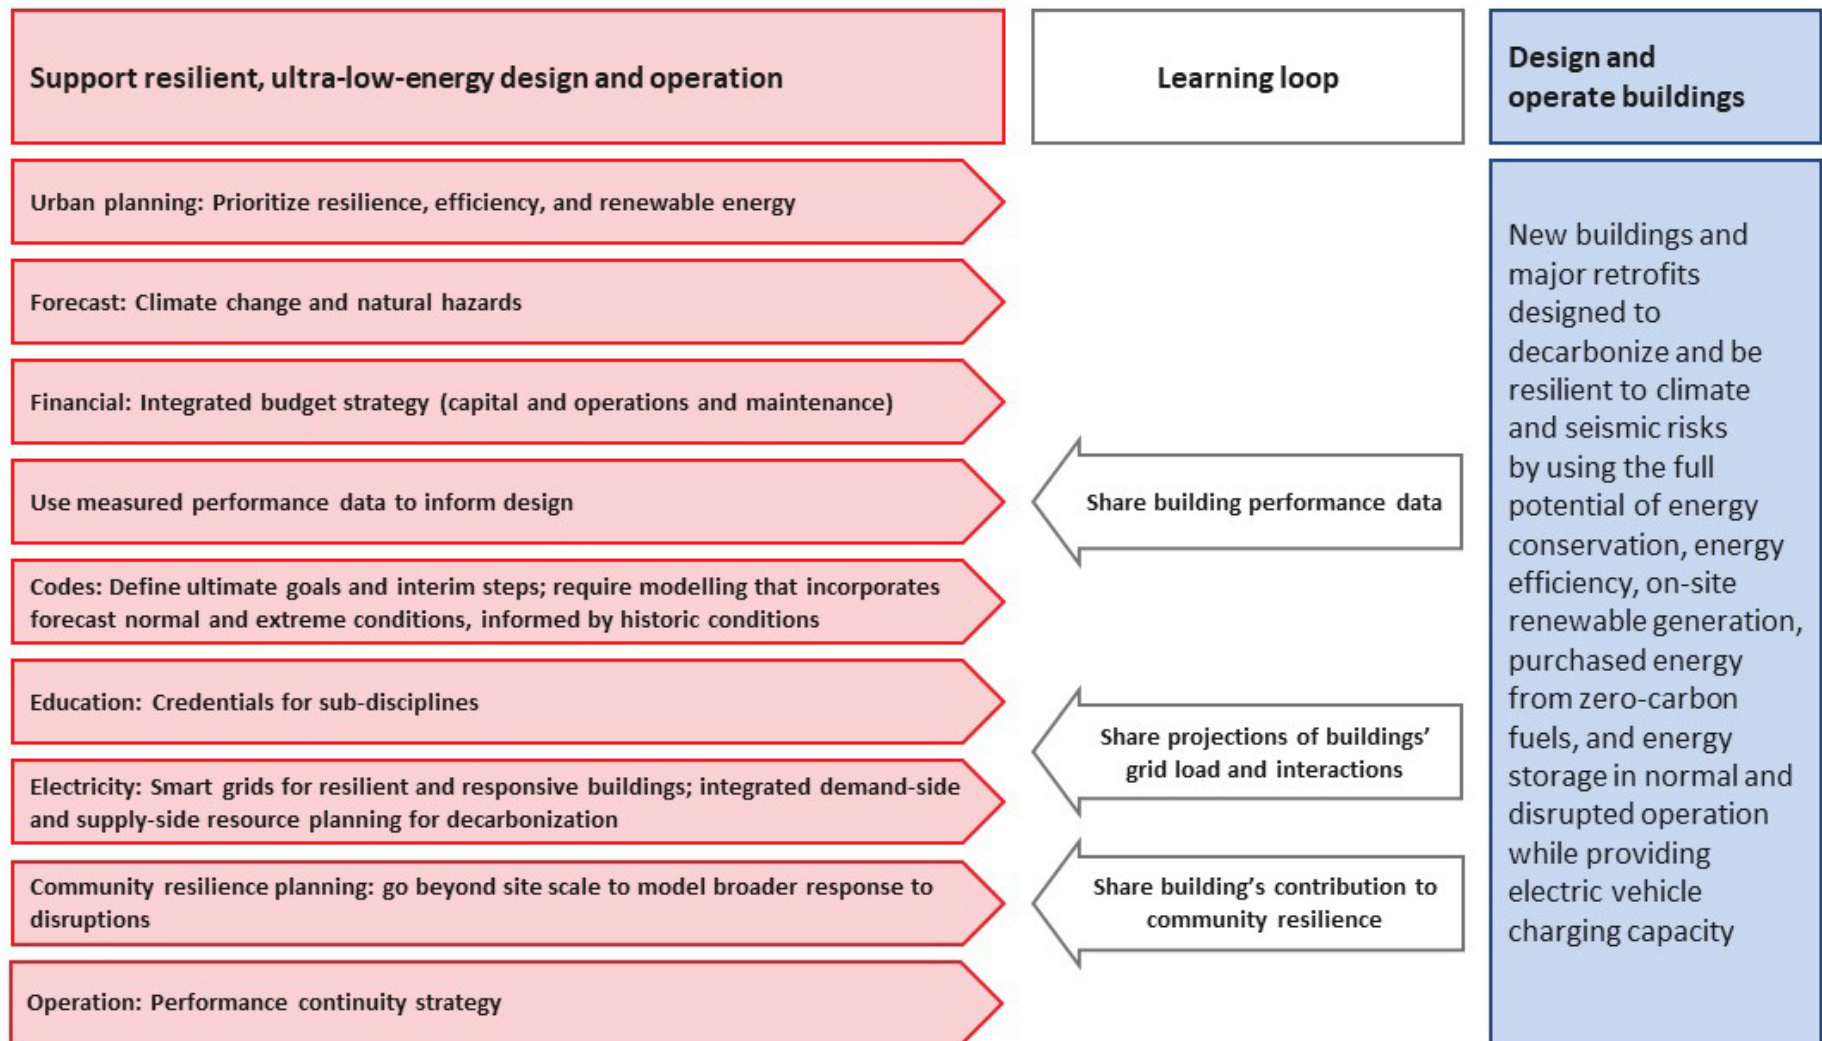 Support resilient, ultra-low-energy design and operation
Urban planning: Prioritize resilience, efficiency, and renewable energy
Forecast: Climate change and natural hazards
Financial: Integrated budget strategy (capital and operations and maintenance)
Use measured performance data to inform design
Codes: Define ultimate goals and interim steps; require modelling that incorporates
forecast normal and extreme conditions, informed by historic conditions
Education: Credentials for sub-disciplines
Electricity: Smart grids for resilient and responsive buildings; integrated demand-side
and supply-side resource planning for decarbonization
Community resilience planning: go beyond site scale to model broader response to
disruptions
Operation: Performance continuity strategy
Learning loop
Share building performance data
Share projections of buildings’
grid load and interactions
Share building’s contribution to
community resilience
Design and
operate buildings
New buildings and
major retrofits
designed to
decarbonize and be
resilient to climate
and seismic risks
by using the full
potential of energy
conservation, energy
efficiency, on-site
renewable generation,
purchased energy
from zero-carbon
fuels, and energy
storage in normal and
disrupted operation
while providing
electric vehicle
charging capacity